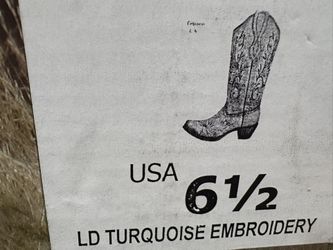 USA 6½
LD TURQUOISE EMBROIDERY